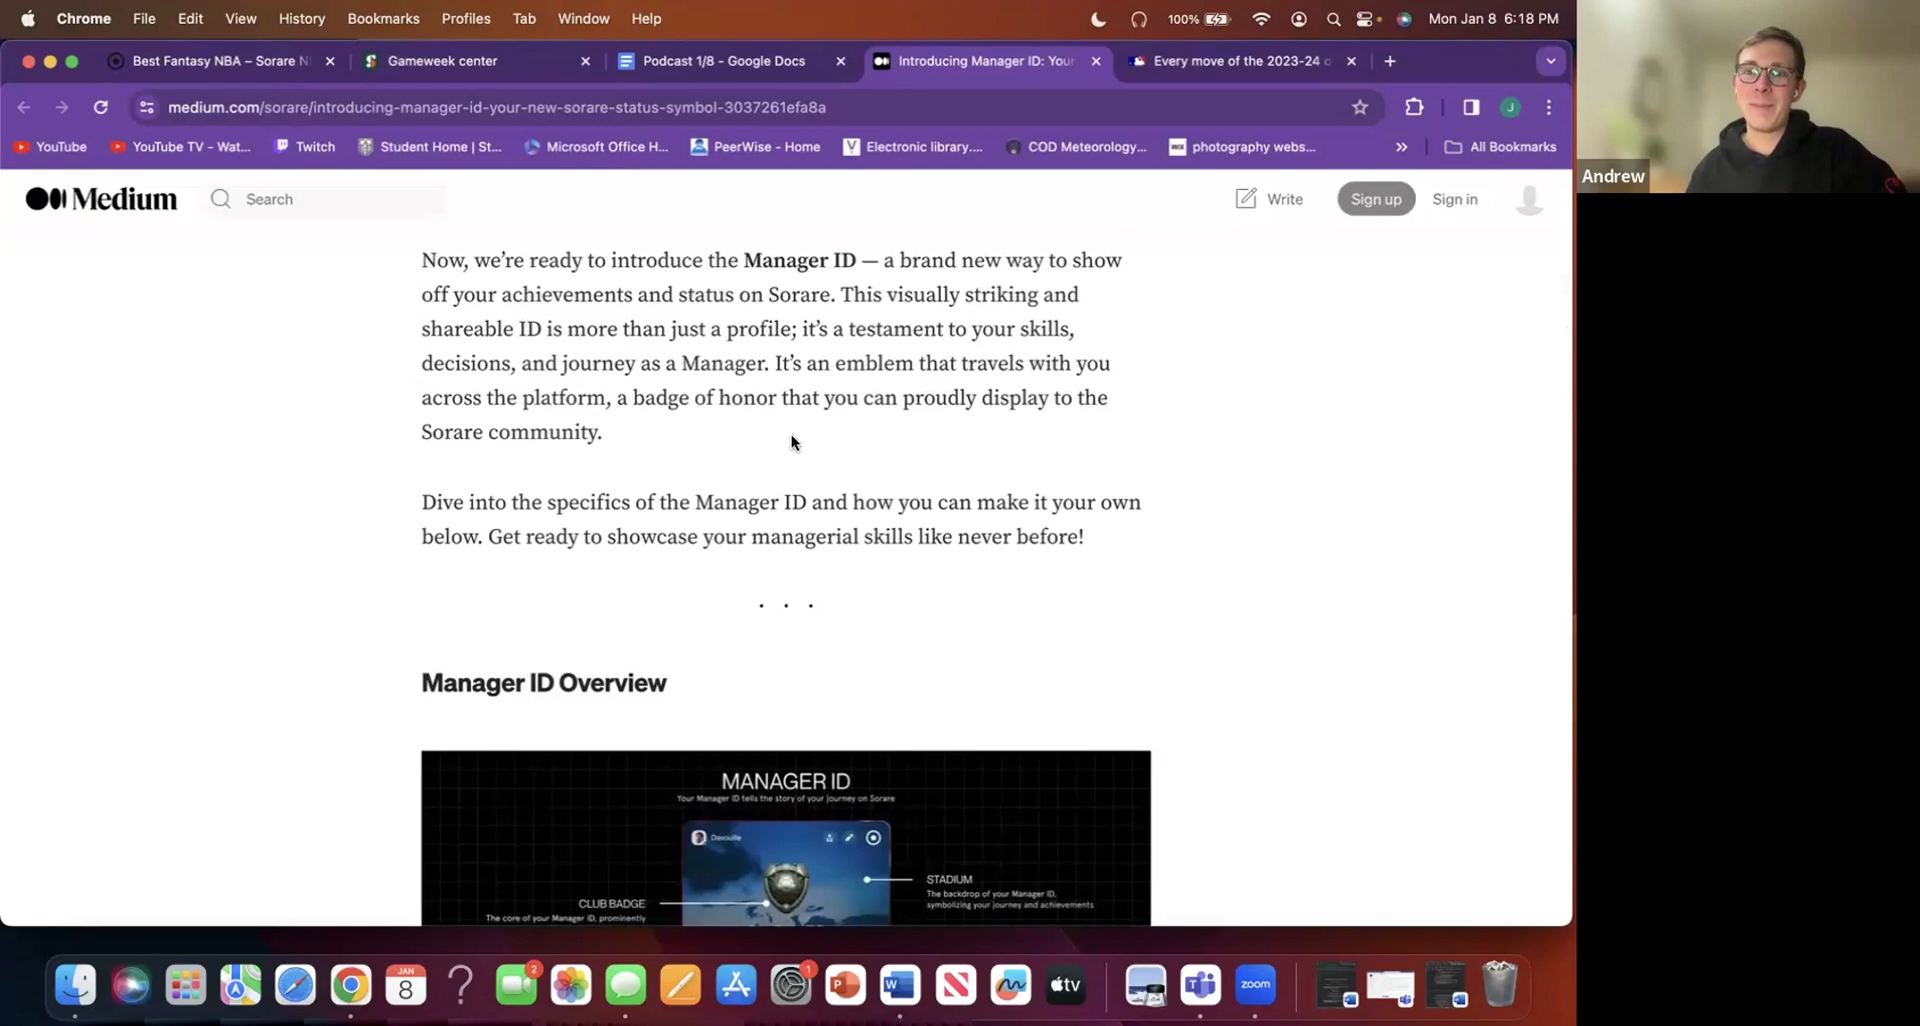 Chrome File Edit View History Bookmarks Profiles Tab Window Help 100% Mon Jan 8 6:18 PM
Best Fantasy NBA – Sorare N Gameweek center Podcast 1/8 - Google Docs Introducing Manager ID: Your Every move of the 2023-24
medium.com/sorare/introducing-manager-id-your-new-sorare-status-symbol-3037261efa8a
YouTube YouTube TV - Wat... Twitch Student Home | St... Microsoft Office H... PeerWise - Home Electronic library.... COD Meteorology... photography webs... All Bookmarks
Andrew
Medium Search Write Sign up Sign in
Now, we’re ready to introduce the Manager ID — a brand new way to show
off your achievements and status on Sorare. This visually striking and
shareable ID is more than just a profile; it’s a testament to your skills,
decisions, and journey as a Manager. It’s an emblem that travels with you
across the platform, a badge of honor that you can proudly display to the
Sorare community.
Dive into the specifics of the Manager ID and how you can make it your own
below. Get ready to showcase your managerial skills like never before!
. . .
Manager ID Overview
MANAGER ID
Your Manager ID tells the story of your journey on Sorare
STADIUM
The backdrop of your Manager ID,
symbolizing your journey and achievements
CLUB BADGE
The core of your Manager ID, prominently
JAN
8
2
1
tv
zoom